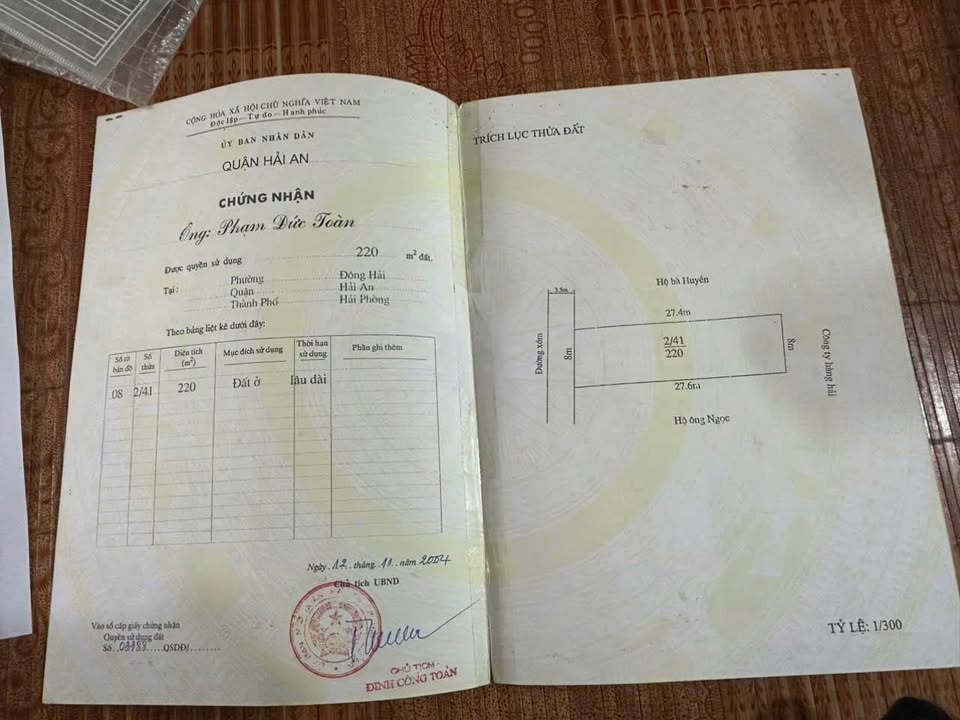 CỘNG HÒA XÃ HỘI CHỦ NGHĨA VIỆT NAM
Độc lập - Tự do - Hạnh phúc
ỦY BAN NHÂN DÂN
QUẬN HẢI AN
CHỨNG NHẬN
Ông: Phạm Đức Toàn
Được quyền sử dụng 220 m² đất.
Tại: Phường Đông Hải
Quận Hải An
Thành Phố Hải Phòng
Theo bảng liệt kê dưới đây:
Số tờ bản đồ Số thửa Diện tích (m²) Mục đích sử dụng Thời hạn sử dụng Phần ghi thêm
08 2/41 220 Đất ở lâu dài
Ngày 12 tháng 11 năm 2004
Chủ tịch UBND
Vào sổ cấp giấy chứng nhận
Quyền sử dụng đất
Số QSDĐ/
CHỦ TỊCH
ĐINH CÔNG TOẢN
TRÍCH LỤC THỬA ĐẤT
Hộ bà Huyên
3.5m
27.4m
Đường xóm
8m
2/41
220
8m
Công ty hàng hải
27.6m
Hộ ông Ngọc
TỶ LỆ: 1/300